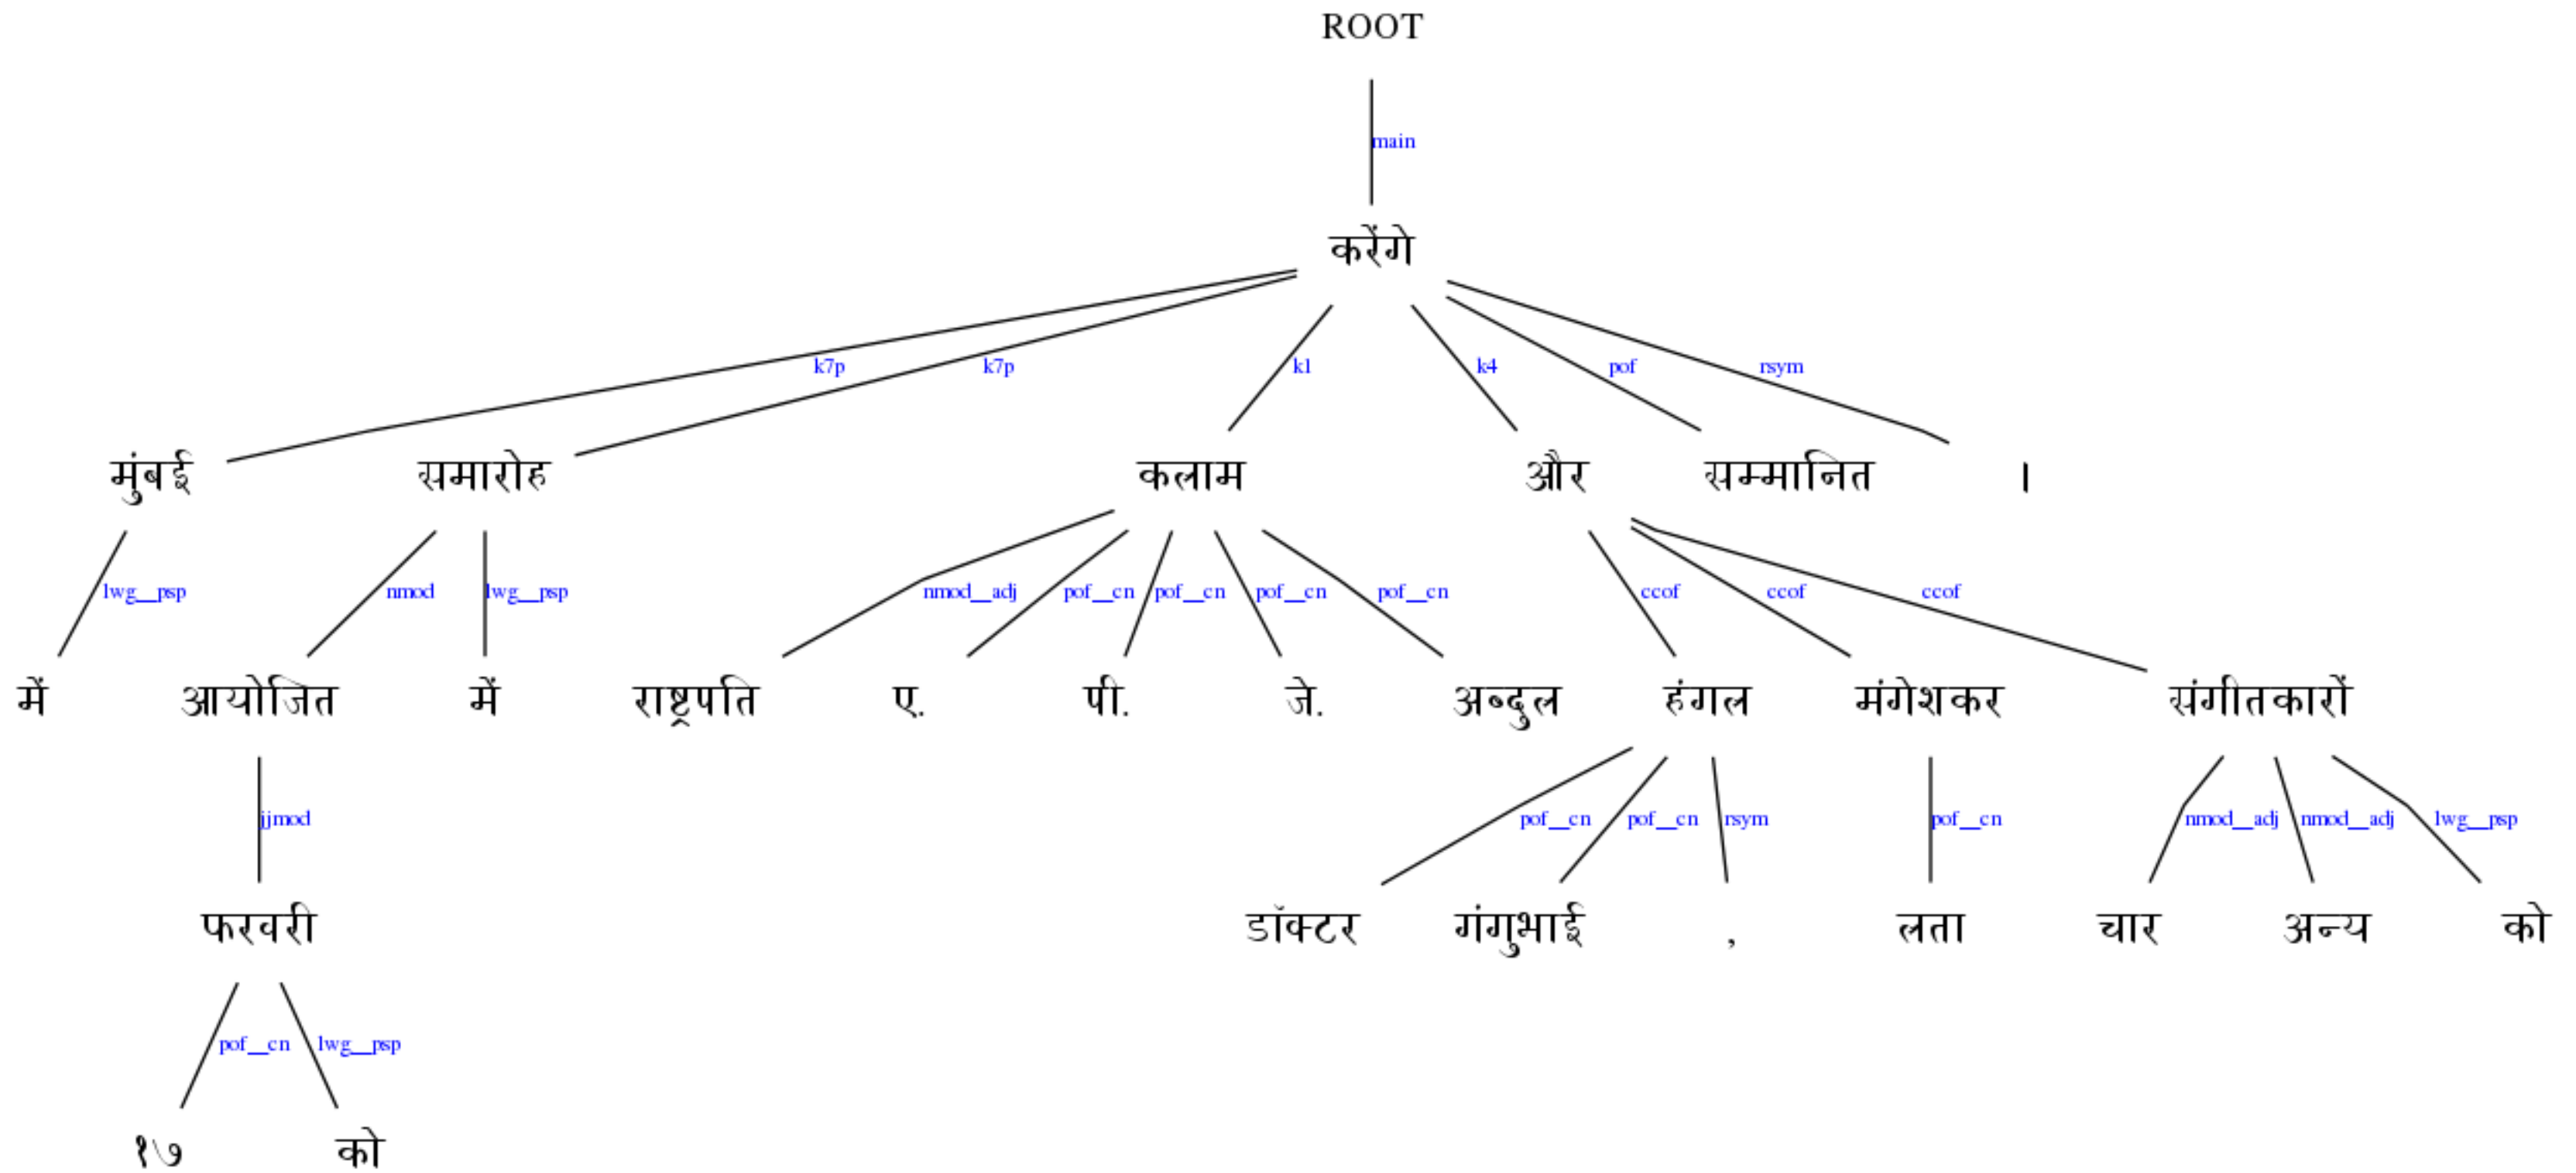 ROOT
main
करेंगे
k7p k7p k1 k4 pof rsym
मुंबई समारोह कलाम और सम्मानित ।
lwg__psp nmod lwg__psp nmod__adj pof__cn pof__cn pof__cn pof__cn ccof ccof ccof
में आयोजित में राष्ट्रपति ए. पी. जे. अब्दुल हंगल मंगेशकर संगीतकारों
jjmod pof__cn pof__cn rsym pof__cn nmod__adj nmod__adj lwg__psp
फरवरी डॉक्टर गंगुभाई , लता चार अन्य को
pof__cn lwg__psp
१७ को